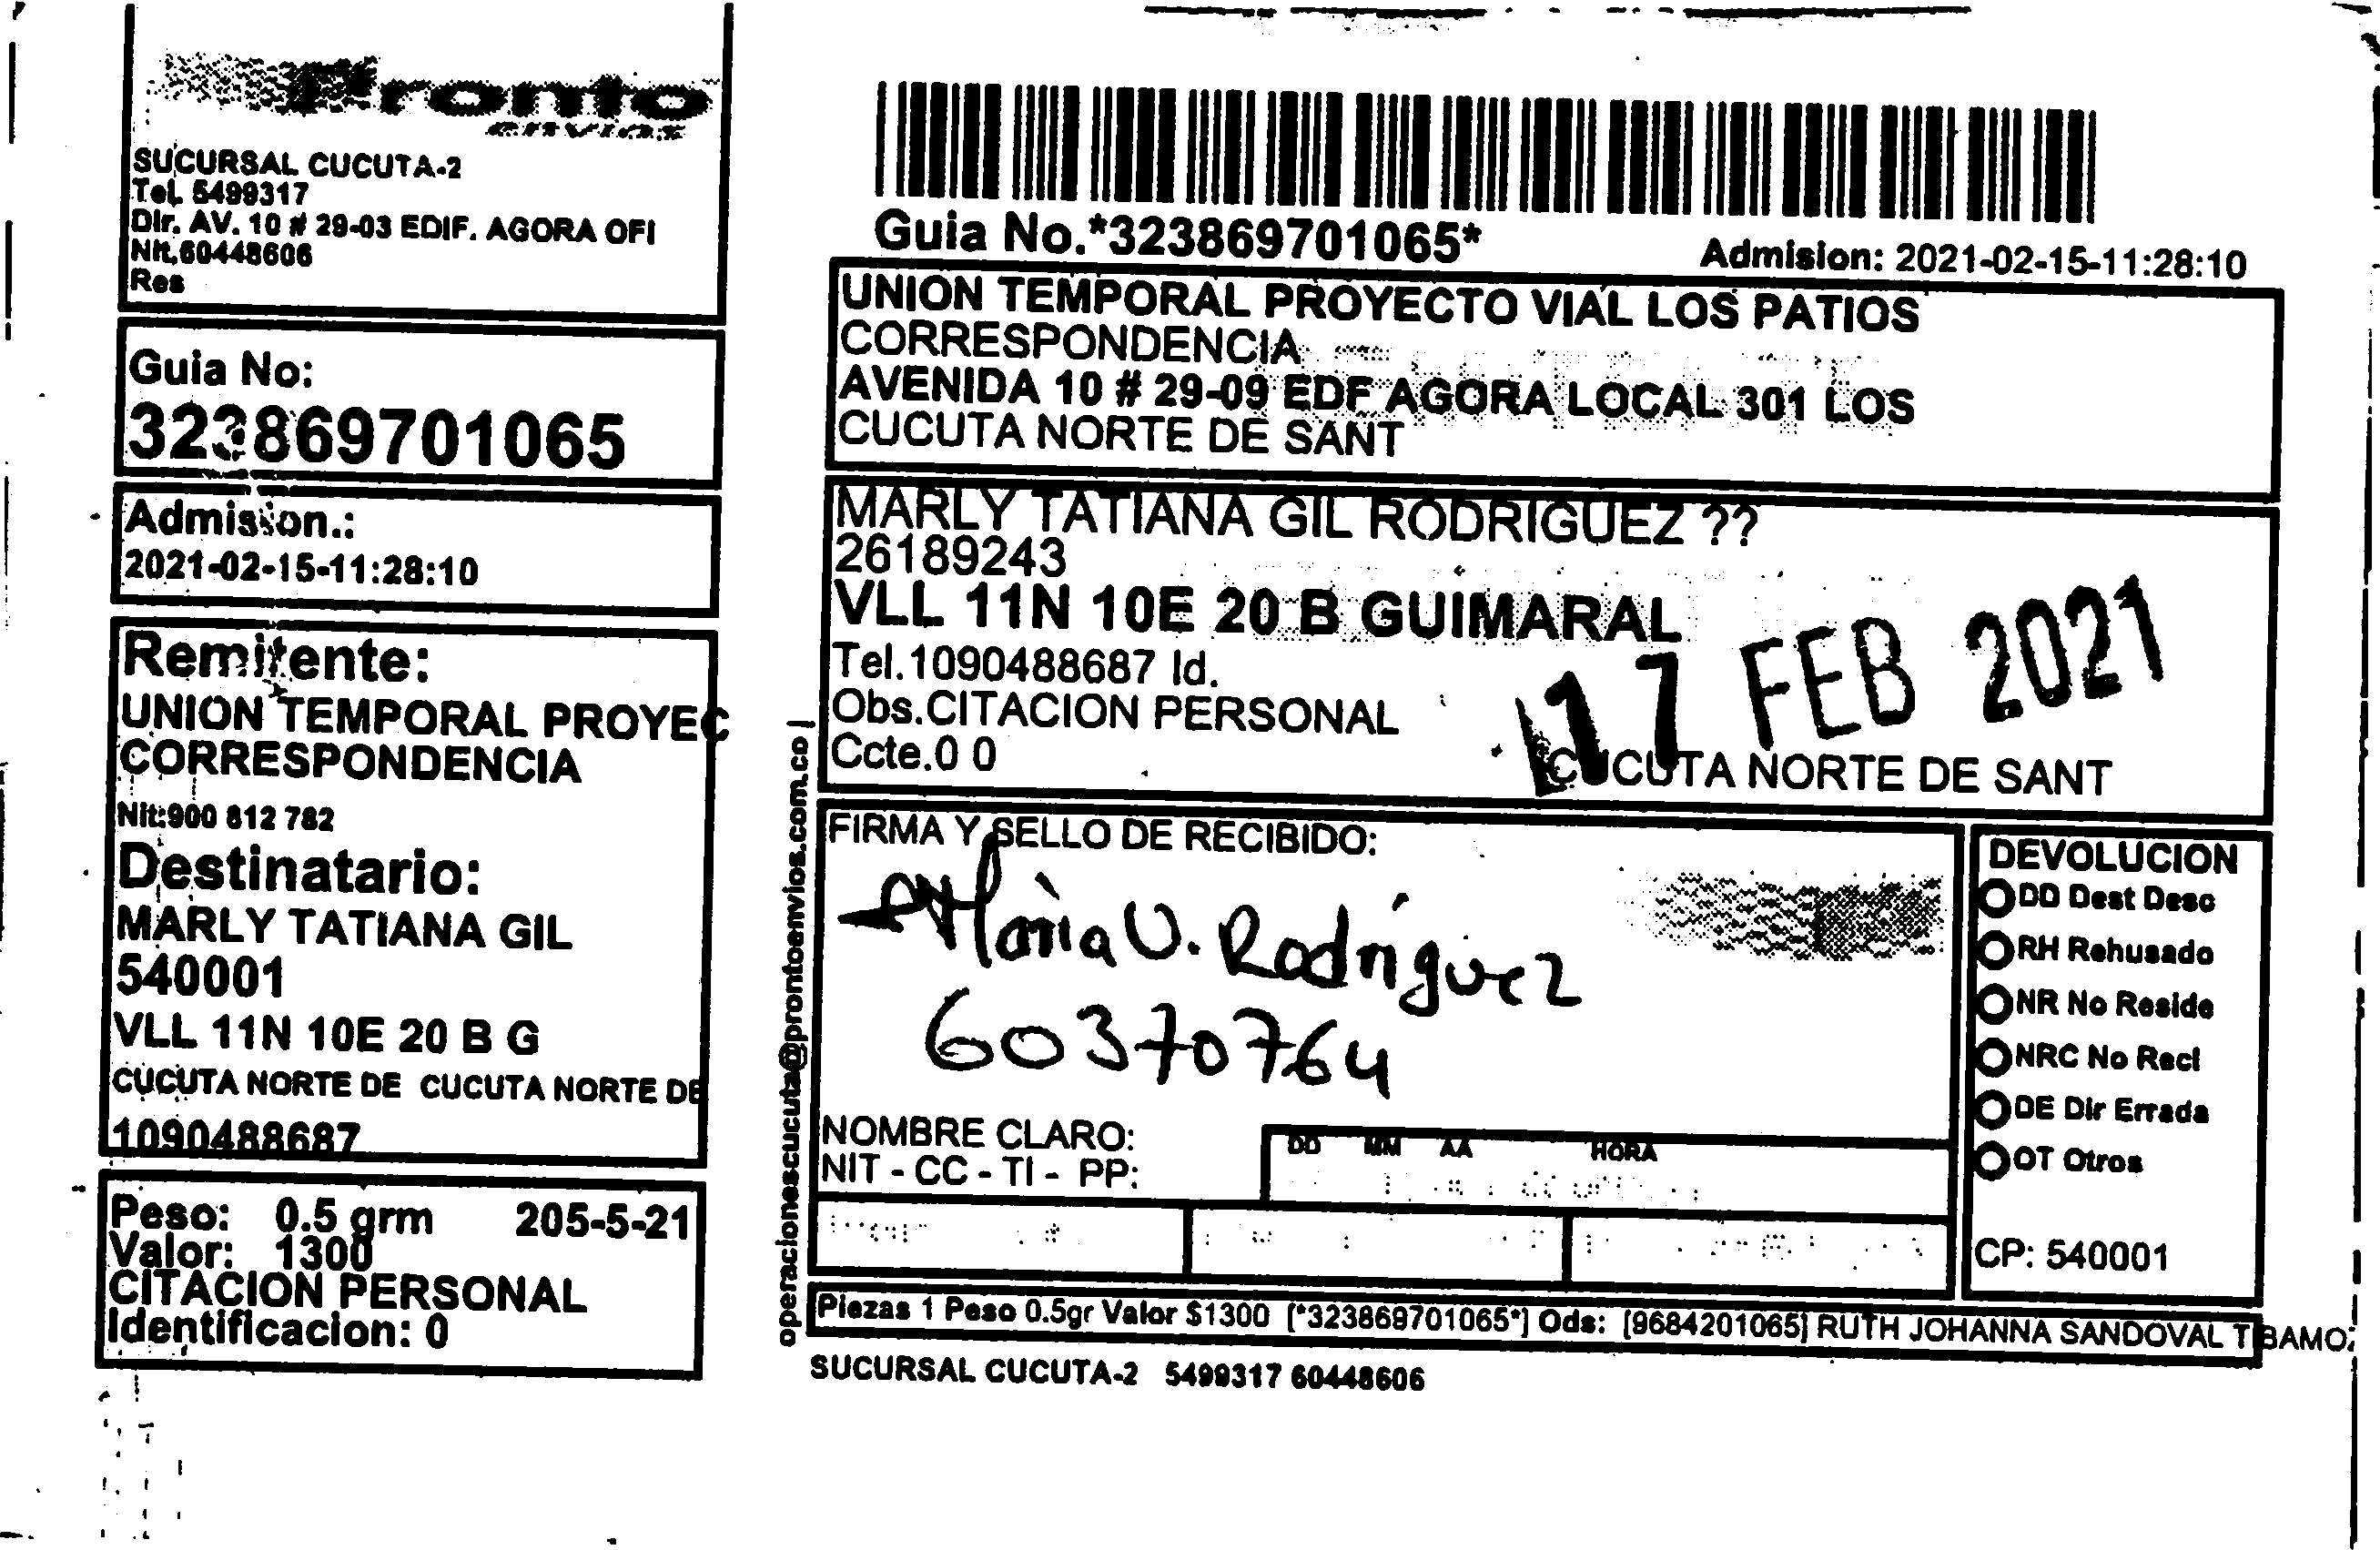 Pronto
envios
SUCURSAL CUCUTA-2
Tel. 5499317
Dir. AV. 10 # 29-03 EDIF. AGORA OFI
Nit.60448606
Res
Guia No:
323869701065
Admision.:
2021-02-15-11:28:10
Remitente:
UNION TEMPORAL PROYEC
CORRESPONDENCIA
Nit:900 812 782
Destinatario:
MARLY TATIANA GIL
540001
VLL 11N 10E 20 B G
CUCUTA NORTE DE CUCUTA NORTE DE
1090488687
Peso: 0.5 grm 205-5-21
Valor: 1300
CITACION PERSONAL
Identificacion: 0
operacionescucuta@prontoenvios.com.co |
Guia No.*323869701065*
Admision: 2021-02-15-11:28:10
UNION TEMPORAL PROYECTO VIAL LOS PATIOS
CORRESPONDENCIA
AVENIDA 10 # 29-09 EDF AGORA LOCAL 301 LOS
CUCUTA NORTE DE SANT
MARLY TATIANA GIL RODRIGUEZ ??
26189243
VLL 11N 10E 20 B GUIMARAL
Tel.1090488687 Id.
Obs.CITACION PERSONAL
Ccte.0 0
17 FEB 2021
CUCUTA NORTE DE SANT
FIRMA Y SELLO DE RECIBIDO:
Maria U. Rodriguez
60370764
NOMBRE CLARO:
NIT - CC - TI - PP:
DD MM AA HORA
DEVOLUCION
DD Dest Desc
RH Rehusado
NR No Reside
NRC No Recl
DE Dir Errada
OT Otros
CP: 540001
Piezas 1 Peso 0.5gr Valor $1300 [*323869701065*] Ods: [9684201065] RUTH JOHANNA SANDOVAL TIBAMO
SUCURSAL CUCUTA-2 5499317 60448606